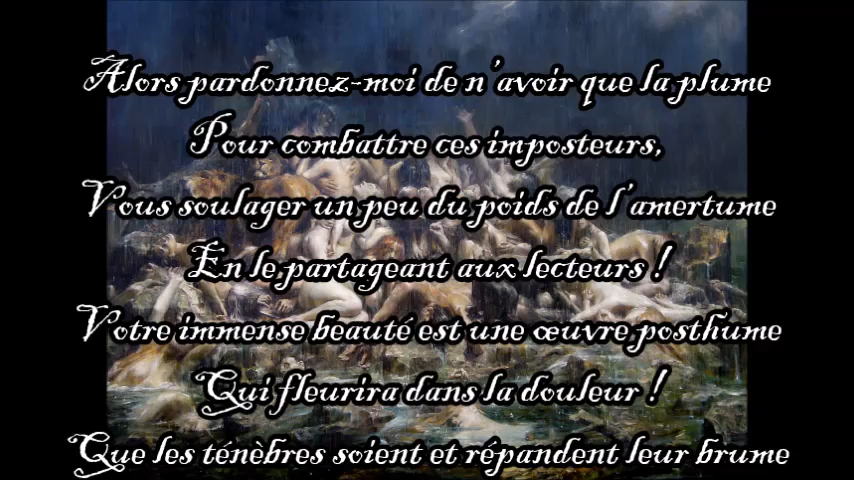 Alors pardonnez-moi de n'avoir que la plume
Pour combattre ces imposteurs,
Vous soulager un peu du poids de l'amertume
En le partageant aux lecteurs !
Votre immense beauté est une œuvre posthume
Qui fleurira dans la douleur !
Que les ténèbres soient et répandent leur brume